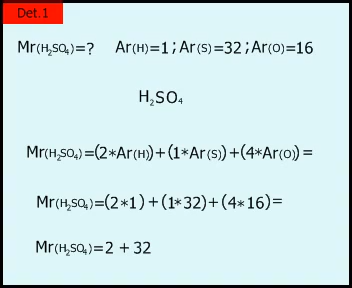 Det.1
Mr(H₂SO₄)=? Ar(H)=1; Ar(S)=32; Ar(O)=16
H₂SO₄
Mr(H₂SO₄)=(2*Ar(H))+(1*Ar(S))+(4*Ar(O))=
Mr(H₂SO₄)=(2*1)+(1*32)+(4*16)=
Mr(H₂SO₄)=2 + 32